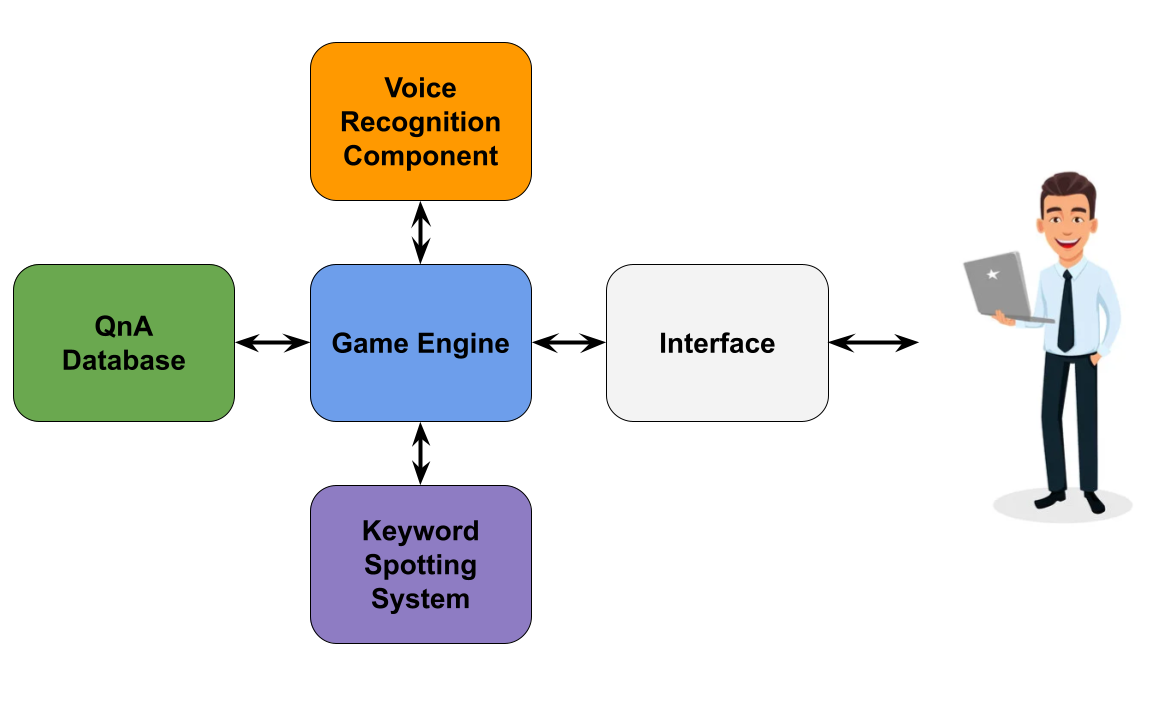 Voice
Recognition
Component
QnA
Database
Game Engine
Interface
Keyword
Spotting
System